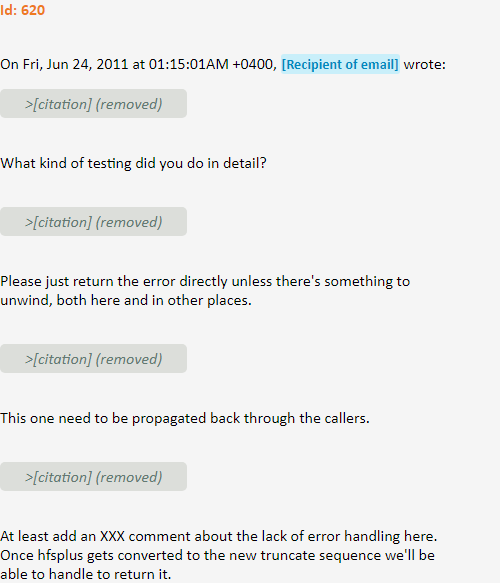 Id: 620
On Fri, Jun 24, 2011 at 01:15:01AM +0400, [Recipient of email] wrote:
>[citation] (removed)
What kind of testing did you do in detail?
>[citation] (removed)
Please just return the error directly unless there's something to
unwind, both here and in other places.
>[citation] (removed)
This one need to be propagated back through the callers.
>[citation] (removed)
At least add an XXX comment about the lack of error handling here.
Once hfsplus gets converted to the new truncate sequence we'll be
able to handle to return it.